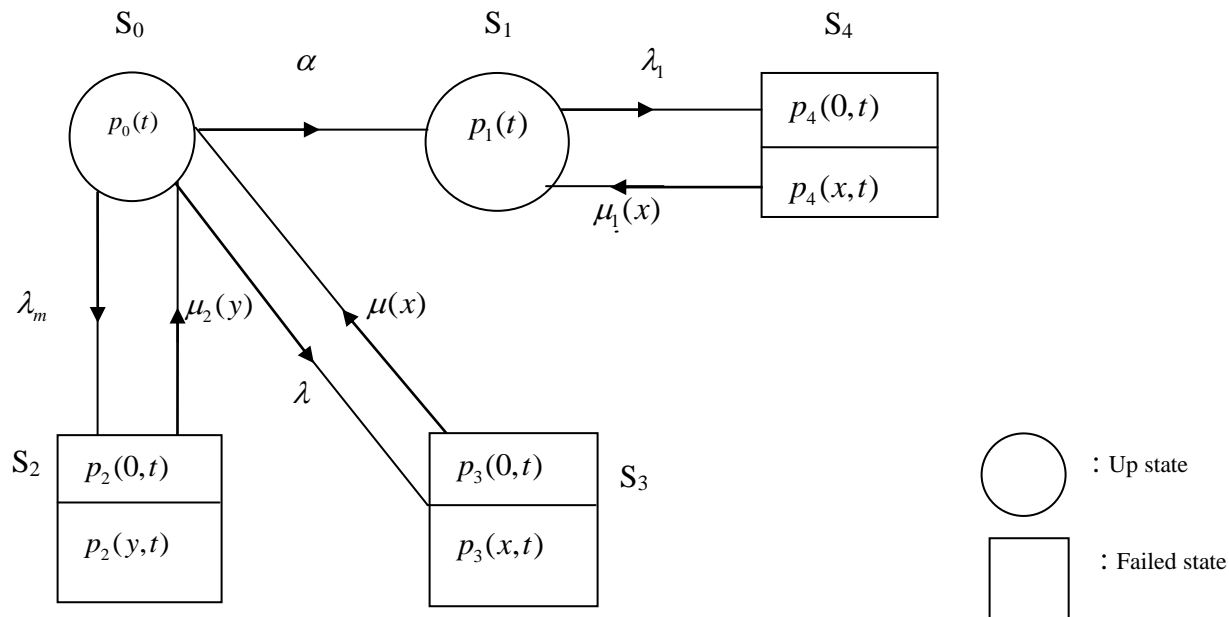 S₀
S₁
S₄
α
λ₁
p₀(t)
p₁(t)
p₄(0,t)
p₄(x,t)
μ₁(x)
λₘ
μ₂(y)
μ(x)
λ
S₂
p₂(0,t)
p₂(y,t)
p₃(0,t)
p₃(x,t)
S₃
: Up state
: Failed state